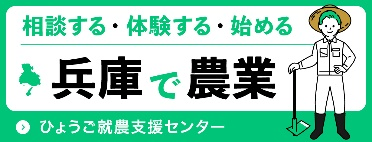 相談する・体験する・始める
兵庫で農業
ひょうご就農支援センター